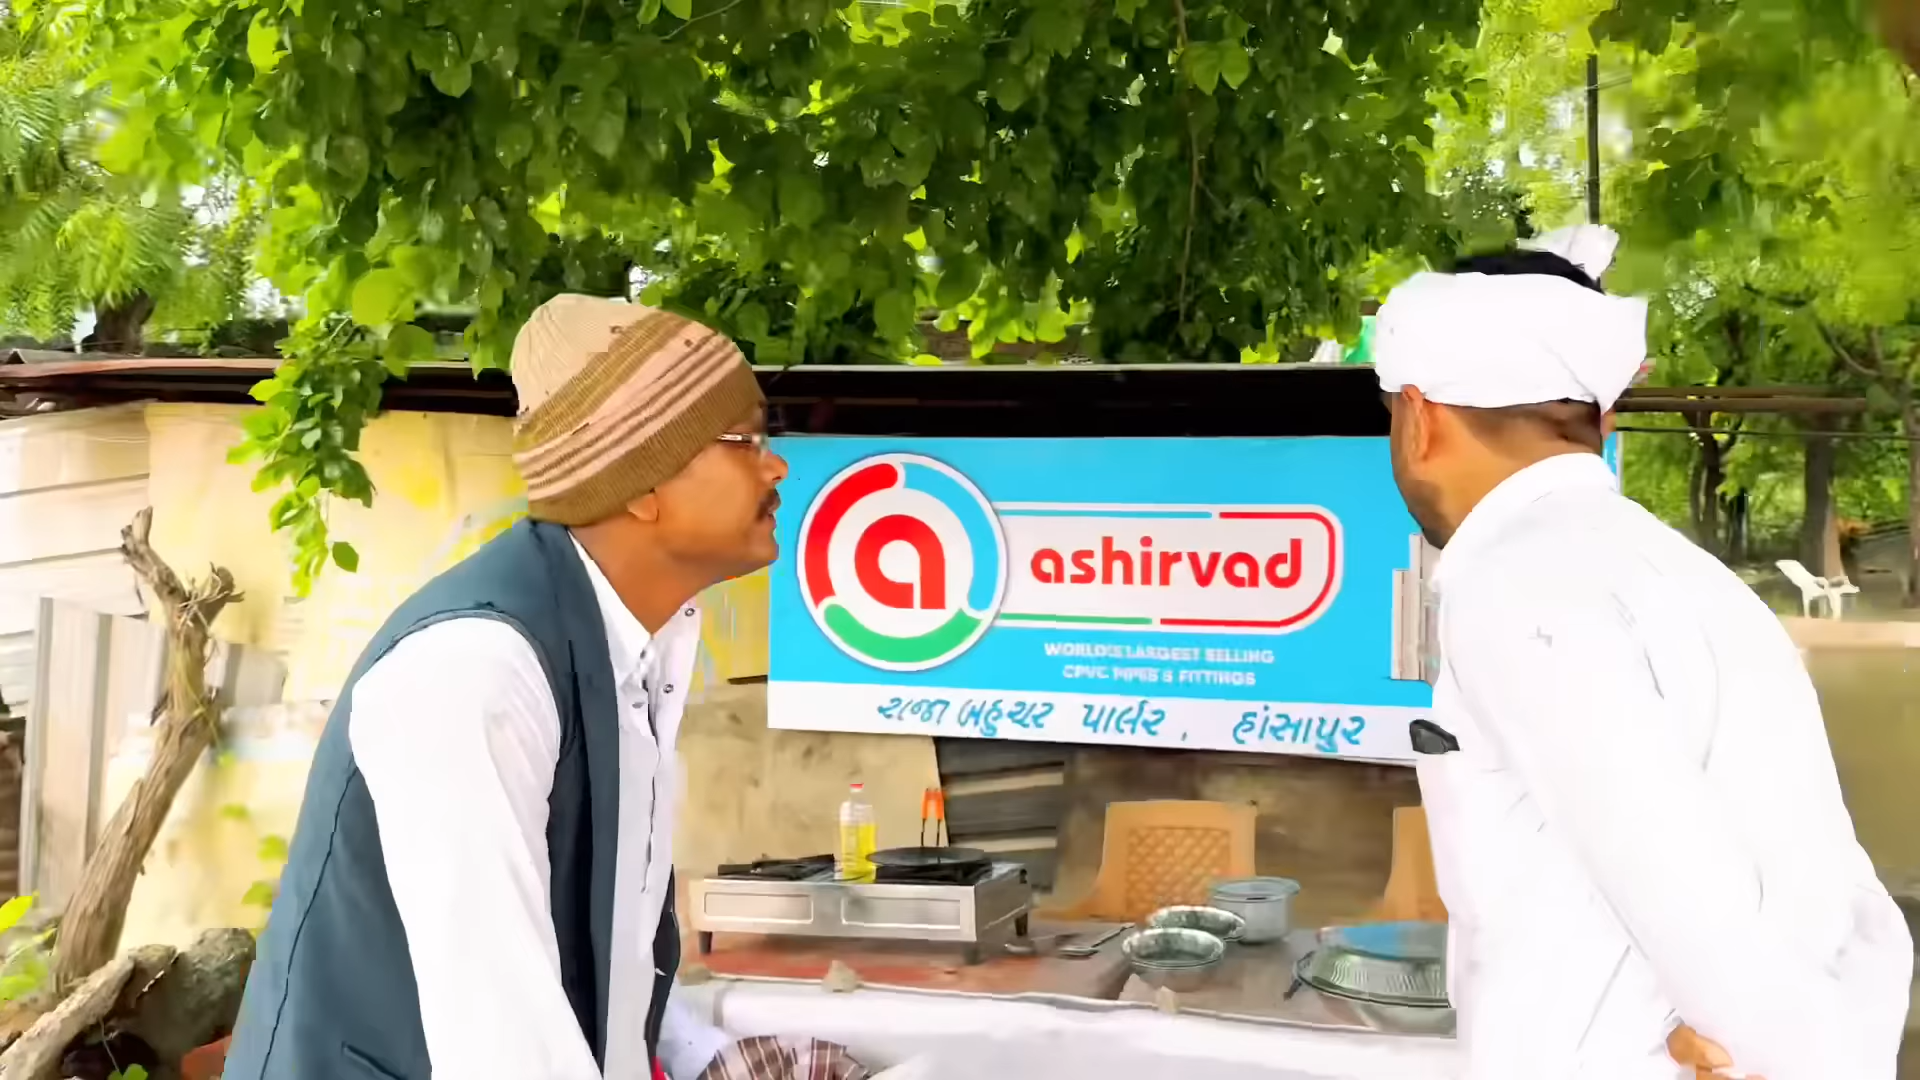 a
ashirvad
WORLD'S LARGEST SELLING
CPVC PIPES & FITTINGS
રાજા બહુચર પાર્લર, હાંસાપુર